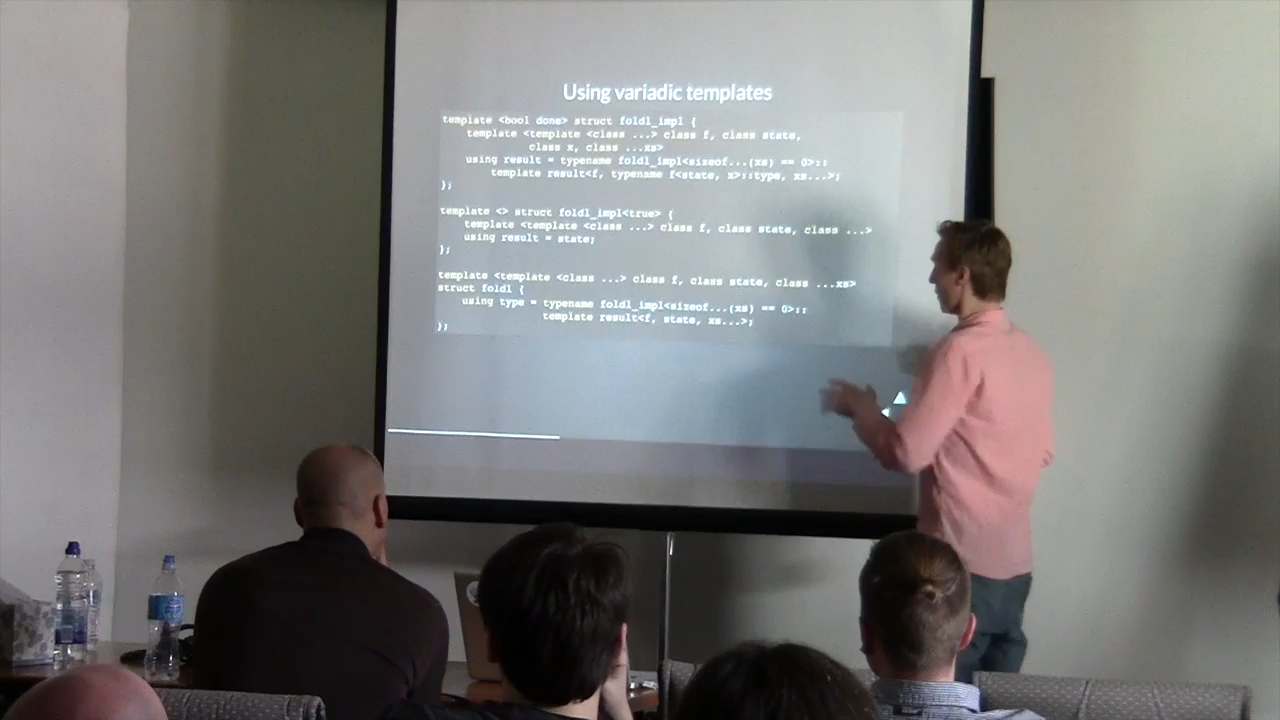 Using variadic templates
template <bool done> struct foldl_impl {
template <template <class ...> class f, class state,
class x, class ...xs>
using result = typename foldl_impl<sizeof...(xs) == 0>::
template result<f, typename f<state, x>::type, xs...>;
};
template <> struct foldl_impl<true> {
template <template <class ...> class f, class state, class ...>
using result = state;
};
template <template <class ...> class f, class state, class ...xs>
struct foldl {
using type = typename foldl_impl<sizeof...(xs) == 0>::
template result<f, state, xs...>;
};